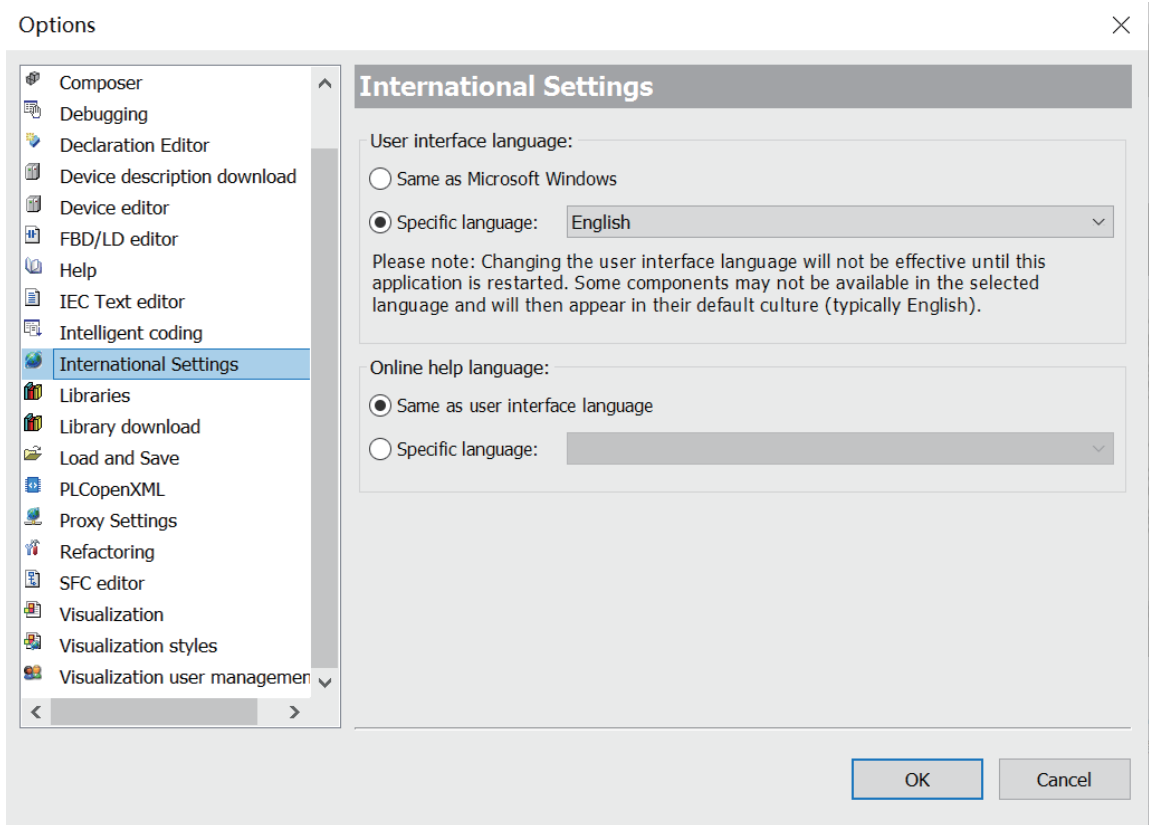 Options
Composer
Debugging
Declaration Editor
Device description download
Device editor
FBD/LD editor
Help
IEC Text editor
Intelligent coding
International Settings
Libraries
Library download
Load and Save
PLCopenXML
Proxy Settings
Refactoring
SFC editor
Visualization
Visualization styles
Visualization user managemen
International Settings
User interface language:
Same as Microsoft Windows
Specific language: English
Please note: Changing the user interface language will not be effective until this
application is restarted. Some components may not be available in the selected
language and will then appear in their default culture (typically English).
Online help language:
Same as user interface language
Specific language:
OK Cancel